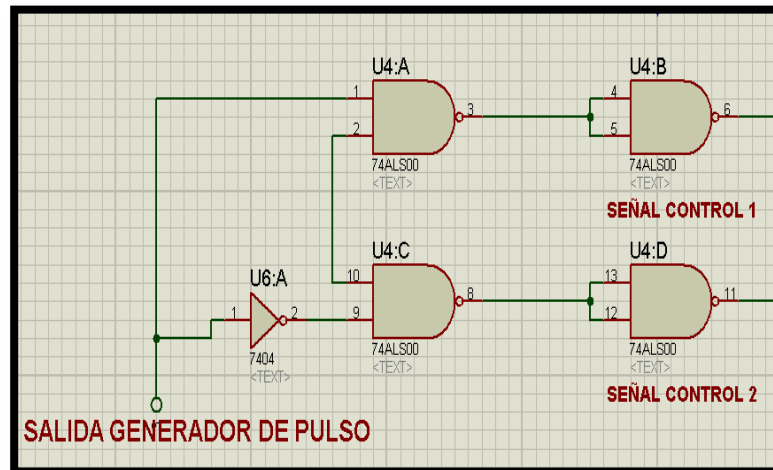 U4:A
1
2
3
74ALS00
<TEXT>
U4:B
4
5
6
74ALS00
<TEXT>
SEÑAL CONTROL 1
U6:A
1
2
7404
<TEXT>
U4:C
10
9
8
74ALS00
<TEXT>
U4:D
13
12
11
74ALS00
<TEXT>
SEÑAL CONTROL 2
SALIDA GENERADOR DE PULSO